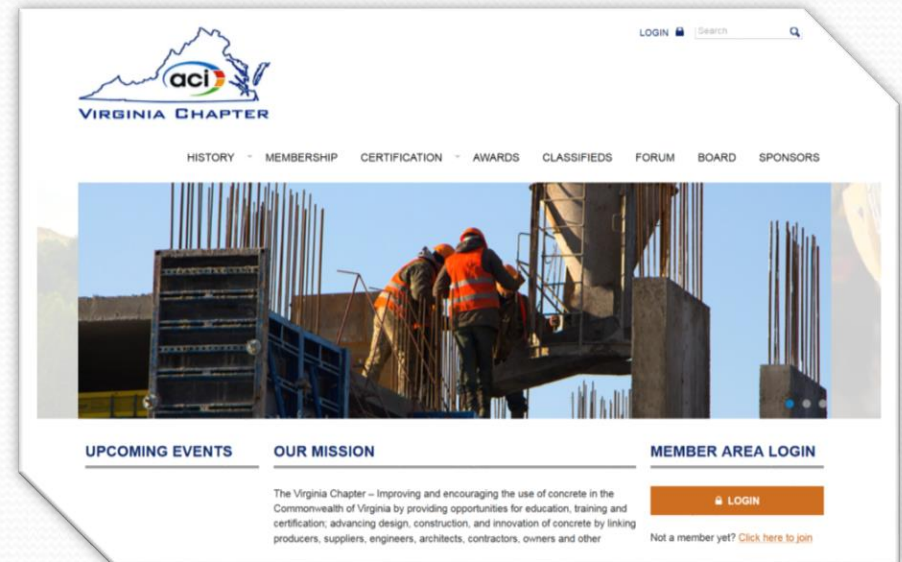 LOGIN
Search
aci
VIRGINIA CHAPTER
HISTORY MEMBERSHIP CERTIFICATION AWARDS CLASSIFIEDS FORUM BOARD SPONSORS
UPCOMING EVENTS
OUR MISSION
The Virginia Chapter – Improving and encouraging the use of concrete in the
Commonwealth of Virginia by providing opportunities for education, training and
certification; advancing design, construction, and innovation of concrete by linking
producers, suppliers, engineers, architects, contractors, owners and other
MEMBER AREA LOGIN
LOGIN
Not a member yet? Click here to join